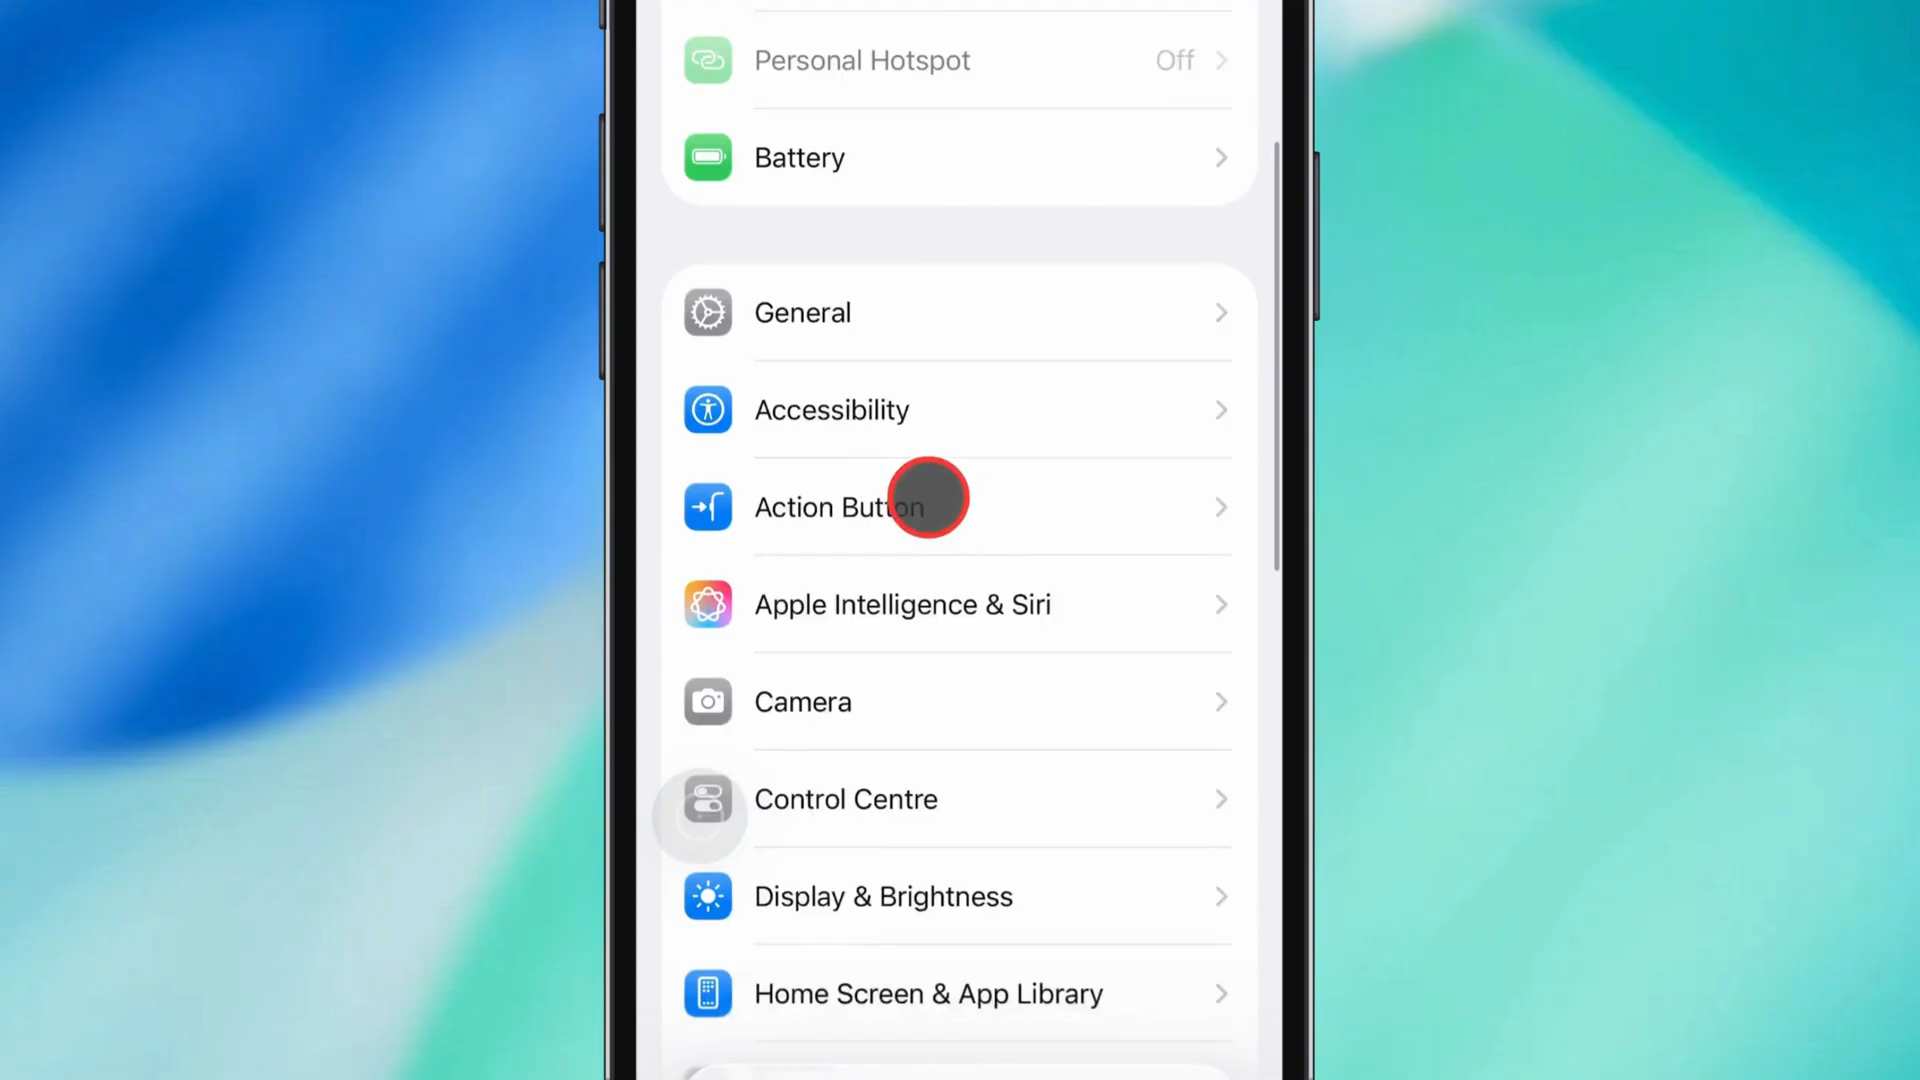 Personal Hotspot Off
Battery
General
Accessibility
Action Button
Apple Intelligence & Siri
Camera
Control Centre
Display & Brightness
Home Screen & App Library